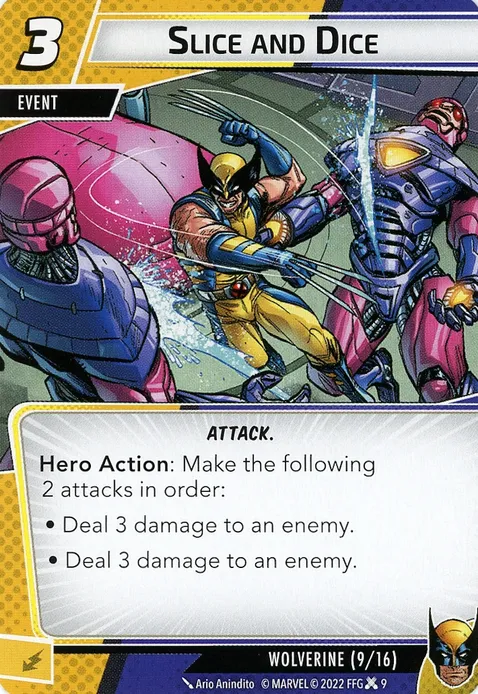 3
SLICE AND DICE
EVENT
ATTACK.
Hero Action: Make the following
2 attacks in order:
• Deal 3 damage to an enemy.
• Deal 3 damage to an enemy.
WOLVERINE (9/16)
Ario Anindito © MARVEL © 2022 FFG 9